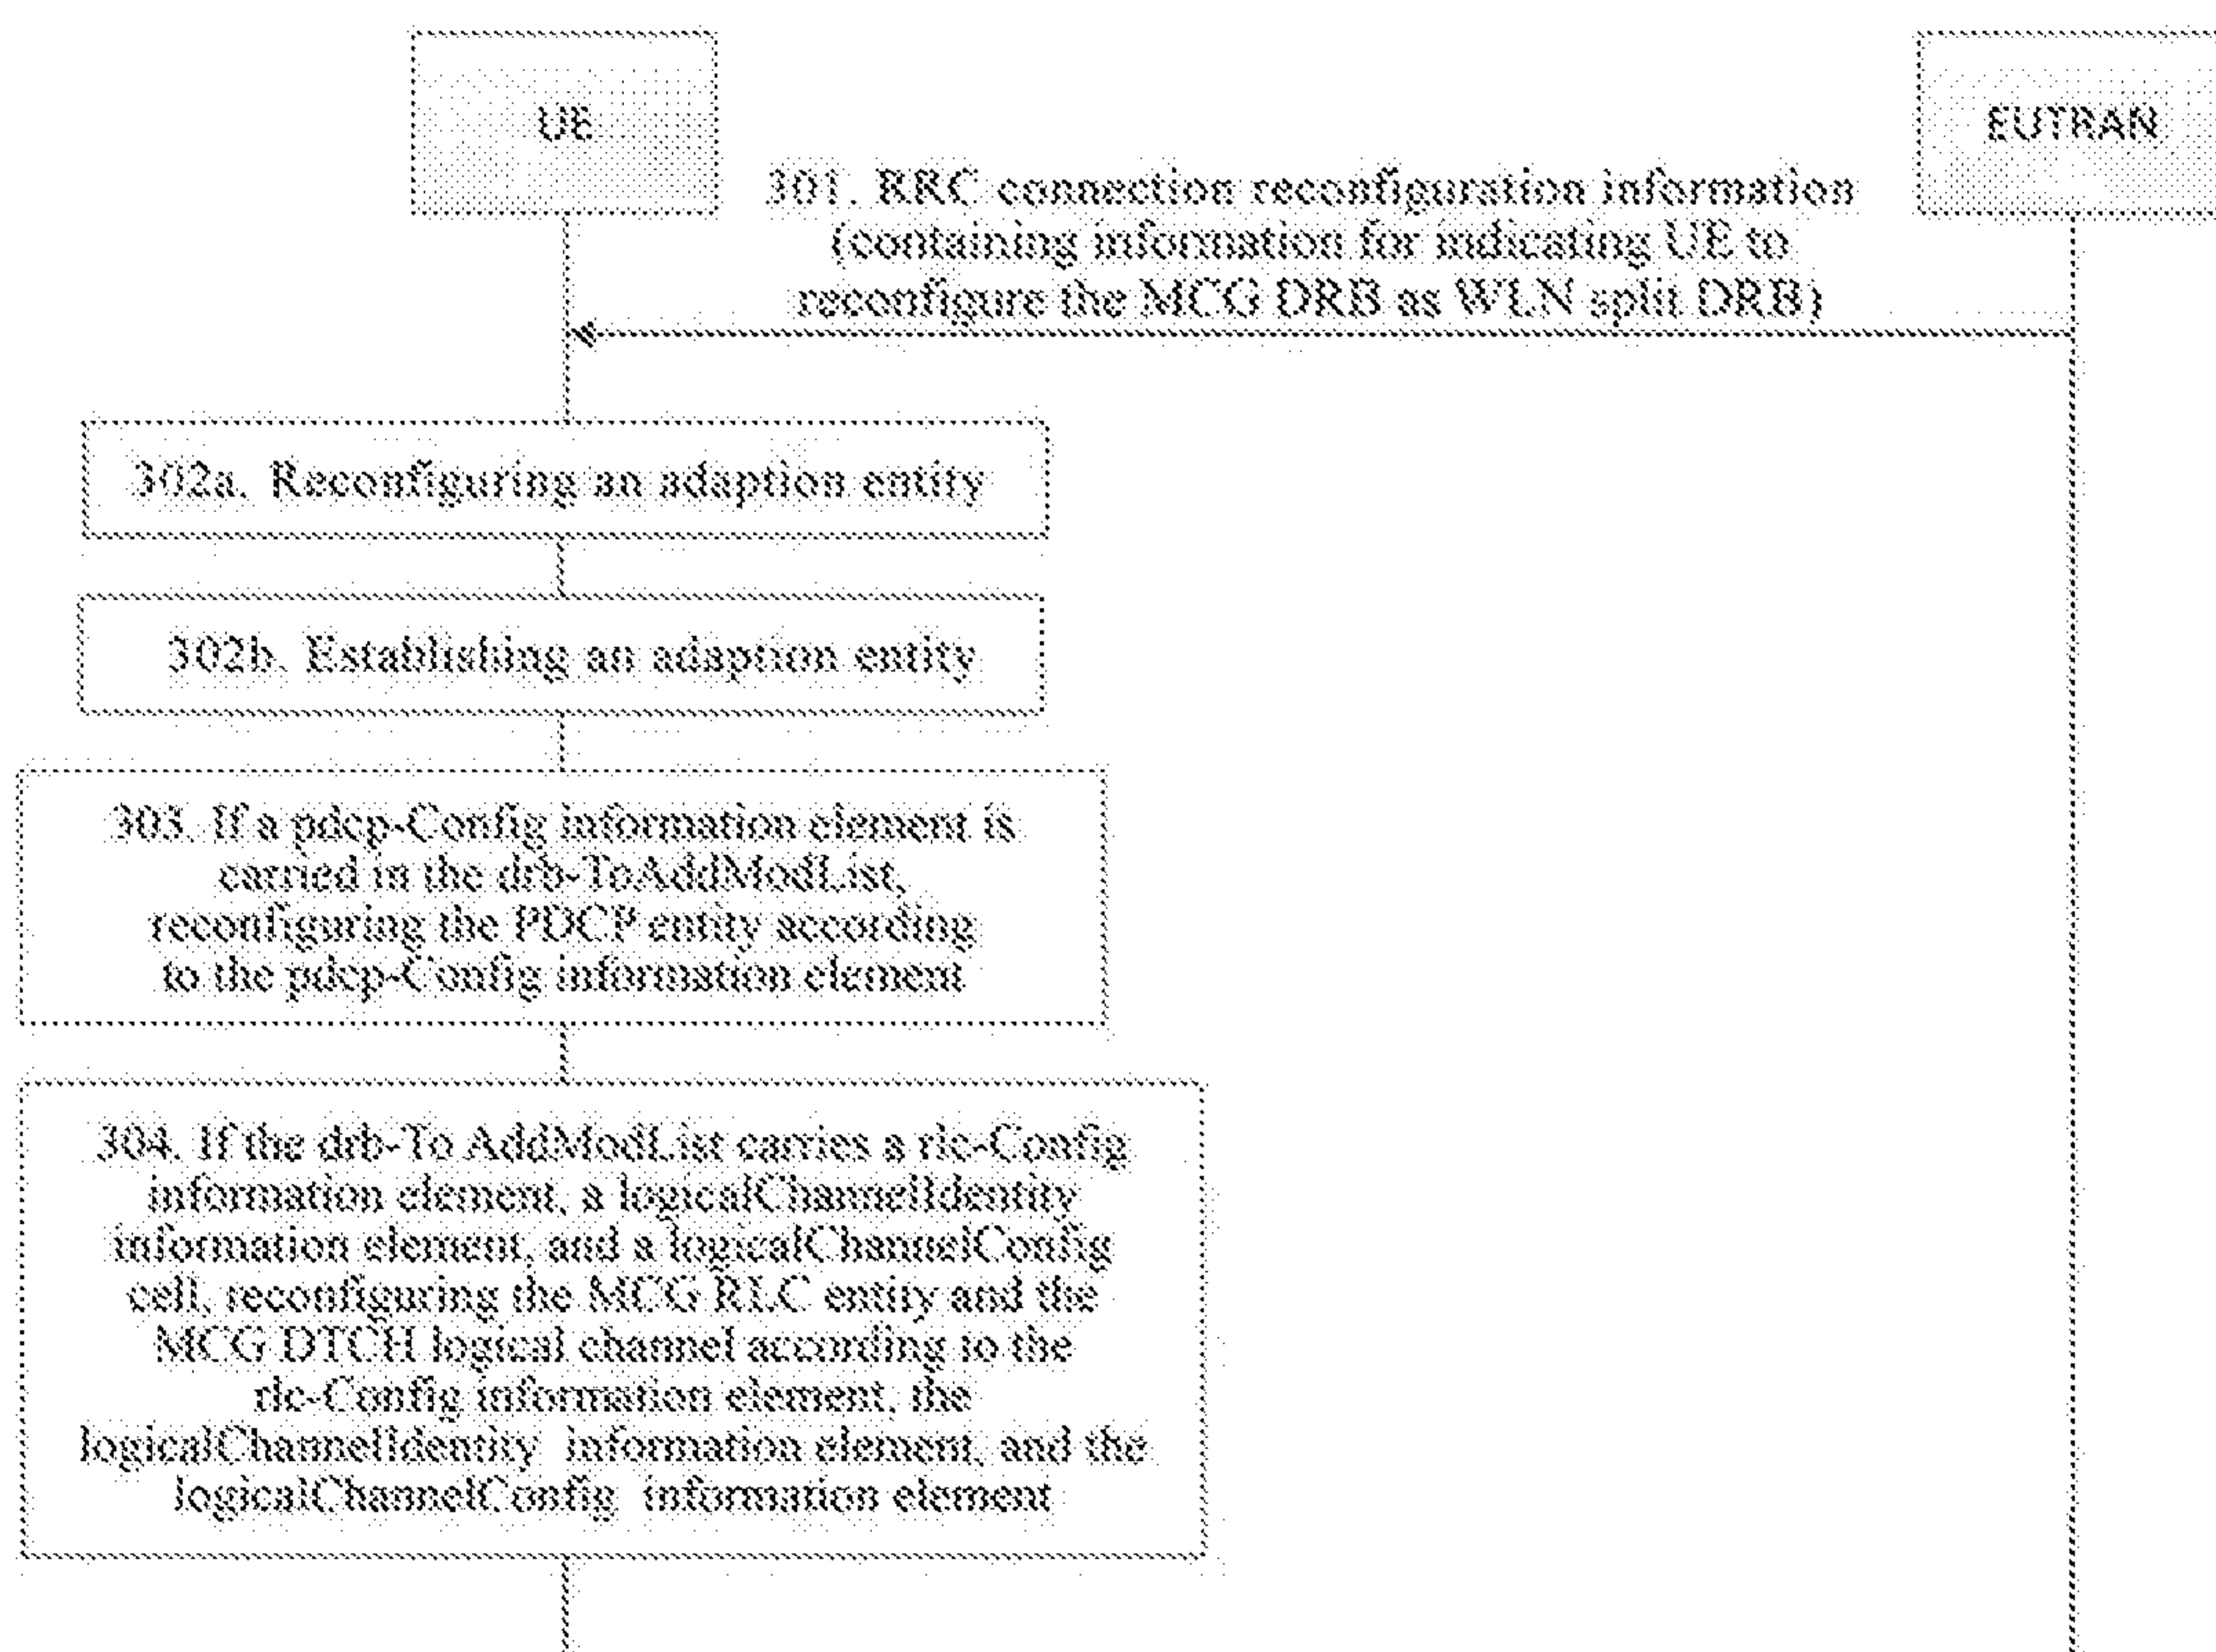 UE
EUTRAN
301. RRC connection reconfiguration information
(containing information for indicating UE to
reconfigure the MCG DRB as WLN split DRB)
302a. Reconfiguring an adaption entity
302b. Establishing an adaption entity
303. If a pdcp-Config information element is
carried in the drb-ToAddModList,
reconfiguring the PDCP entity according
to the pdcp-Config information element
304. If the drb-To AddModList carries a rlc-Config
information element, a logicalChannelIdentity
information element, and a logicalChannelConfig
cell, reconfiguring the MCG RLC entity and the
MCG DTCH logical channel according to the
rlc-Config information element, the
logicalChannelIdentity information element, and the
logicalChannelConfig information element